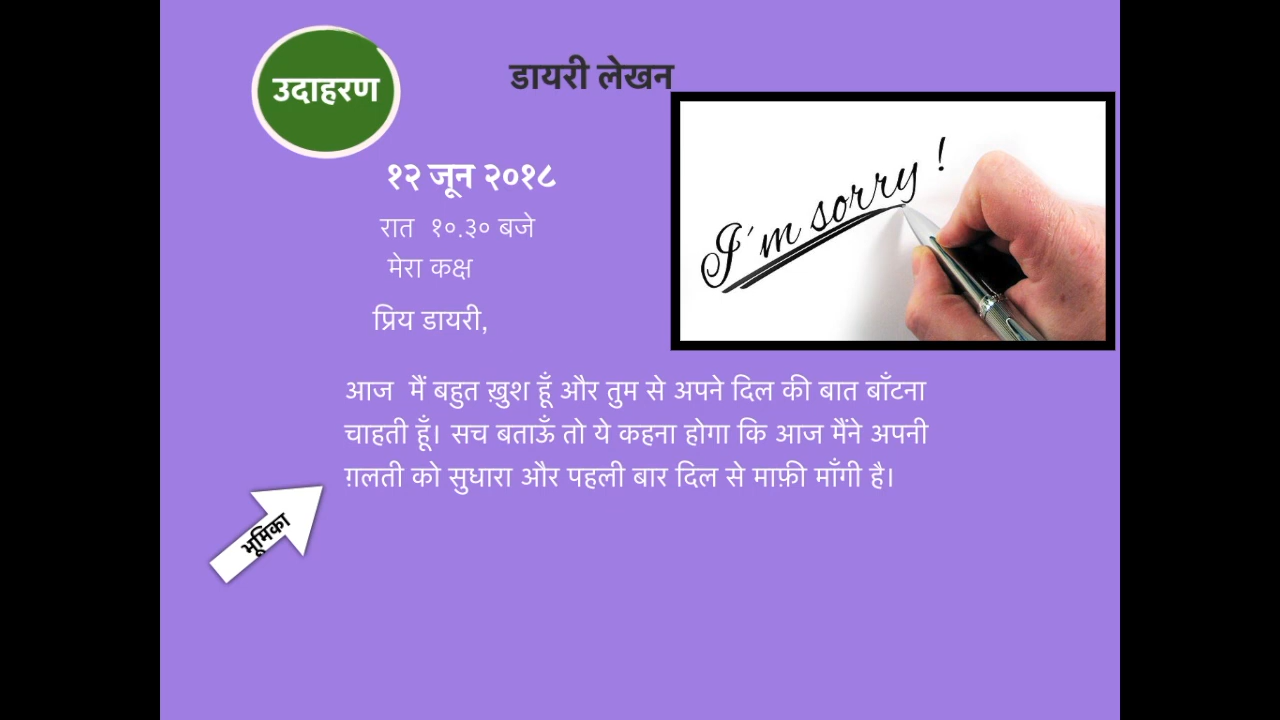 उदाहरण
डायरी लेखन
I'm sorry !
१२ जून २०१८
रात १०.३० बजे
मेरा कक्ष
प्रिय डायरी,
आज मैं बहुत ख़ुश हूँ और तुम से अपने दिल की बात बाँटना
चाहती हूँ। सच बताऊँ तो ये कहना होगा कि आज मैंने अपनी
ग़लती को सुधारा और पहली बार दिल से माफ़ी माँगी है।
भूमिका